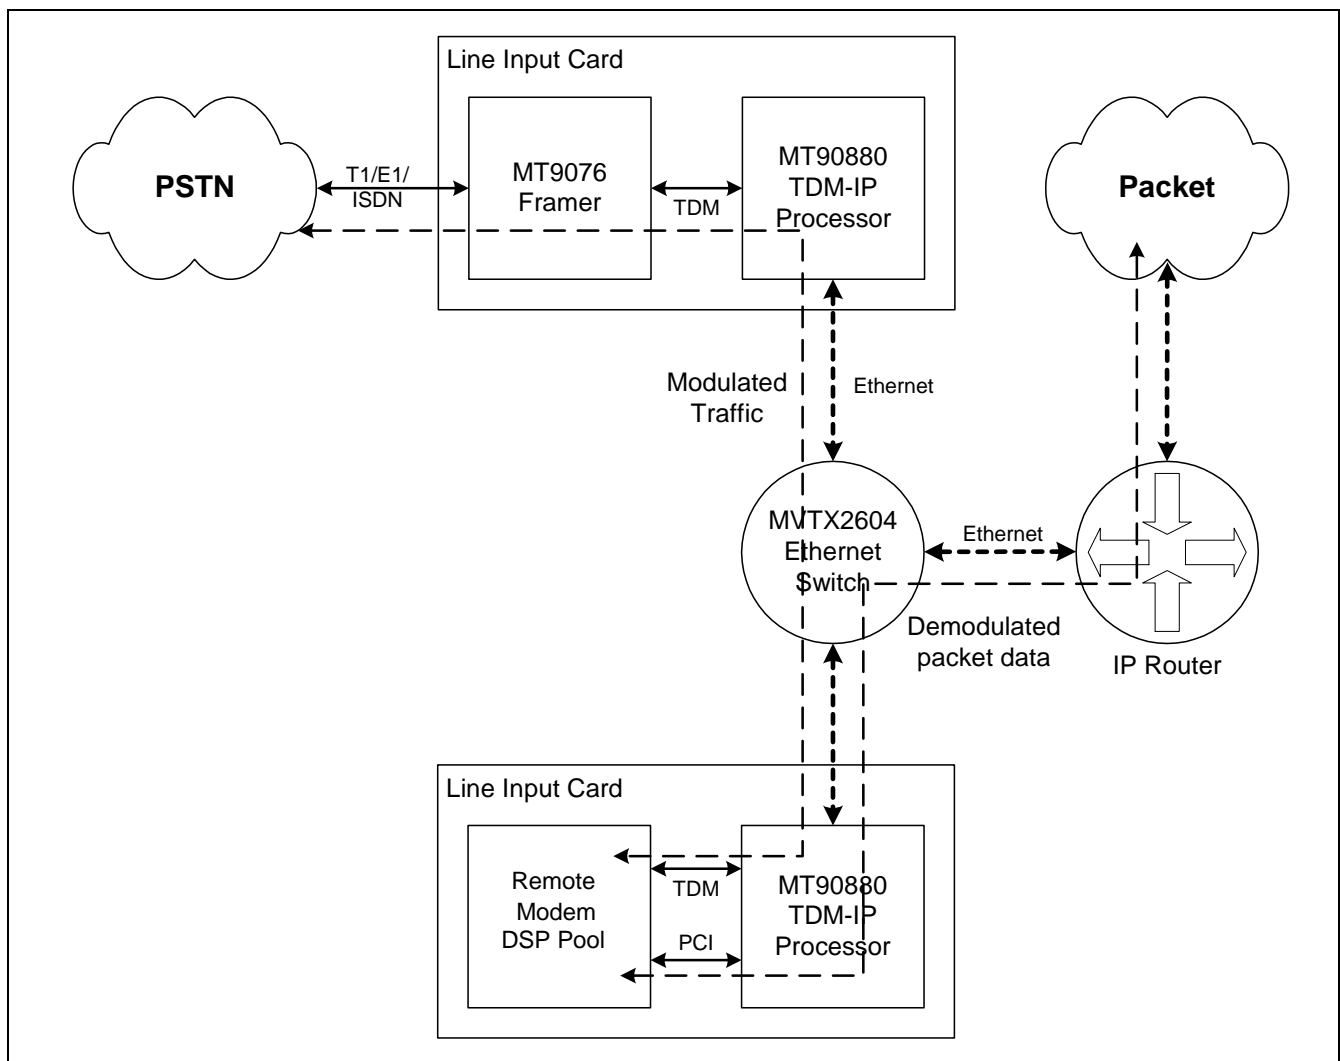 Line Input Card
PSTN
T1/E1/
ISDN
MT9076
Framer
TDM
MT90880
TDM-IP
Processor
Packet
Modulated
Traffic
Ethernet
MVTX2604
Ethernet
Switch
Ethernet
Demodulated
packet data
IP Router
Line Input Card
Remote
Modem
DSP Pool
TDM
PCI
MT90880
TDM-IP
Processor